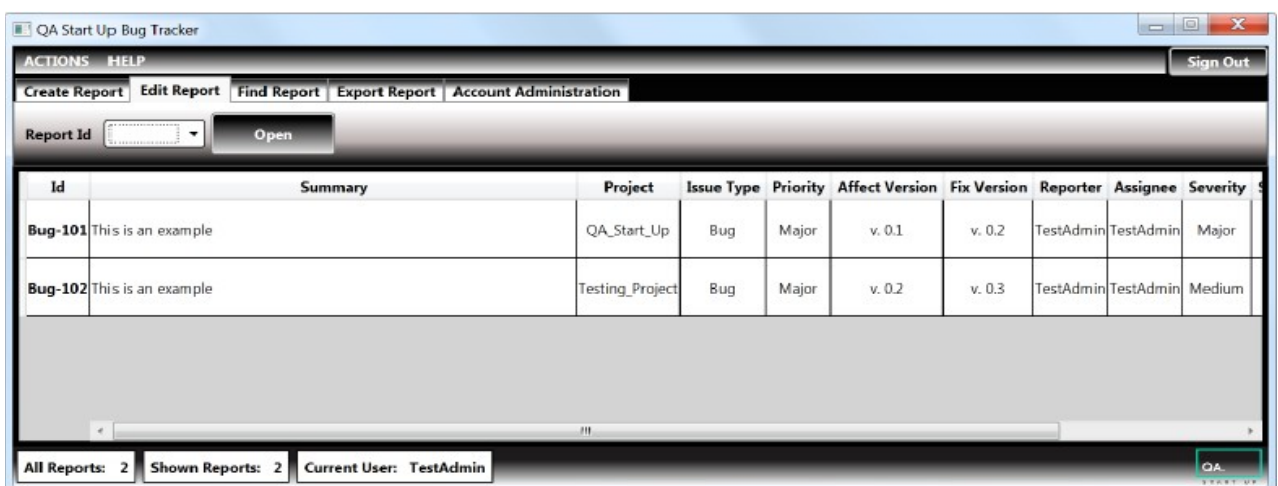 QA Start Up Bug Tracker
ACTIONS HELP Sign Out
Create Report Edit Report Find Report Export Report Account Administration
Report Id Open
Id Summary Project Issue Type Priority Affect Version Fix Version Reporter Assignee Severity
Bug-101 This is an example QA_Start_Up Bug Major v. 0.1 v. 0.2 TestAdmin TestAdmin Major
Bug-102 This is an example Testing_Project Bug Major v. 0.2 v. 0.3 TestAdmin TestAdmin Medium
All Reports: 2 Shown Reports: 2 Current User: TestAdmin QA_
START UP